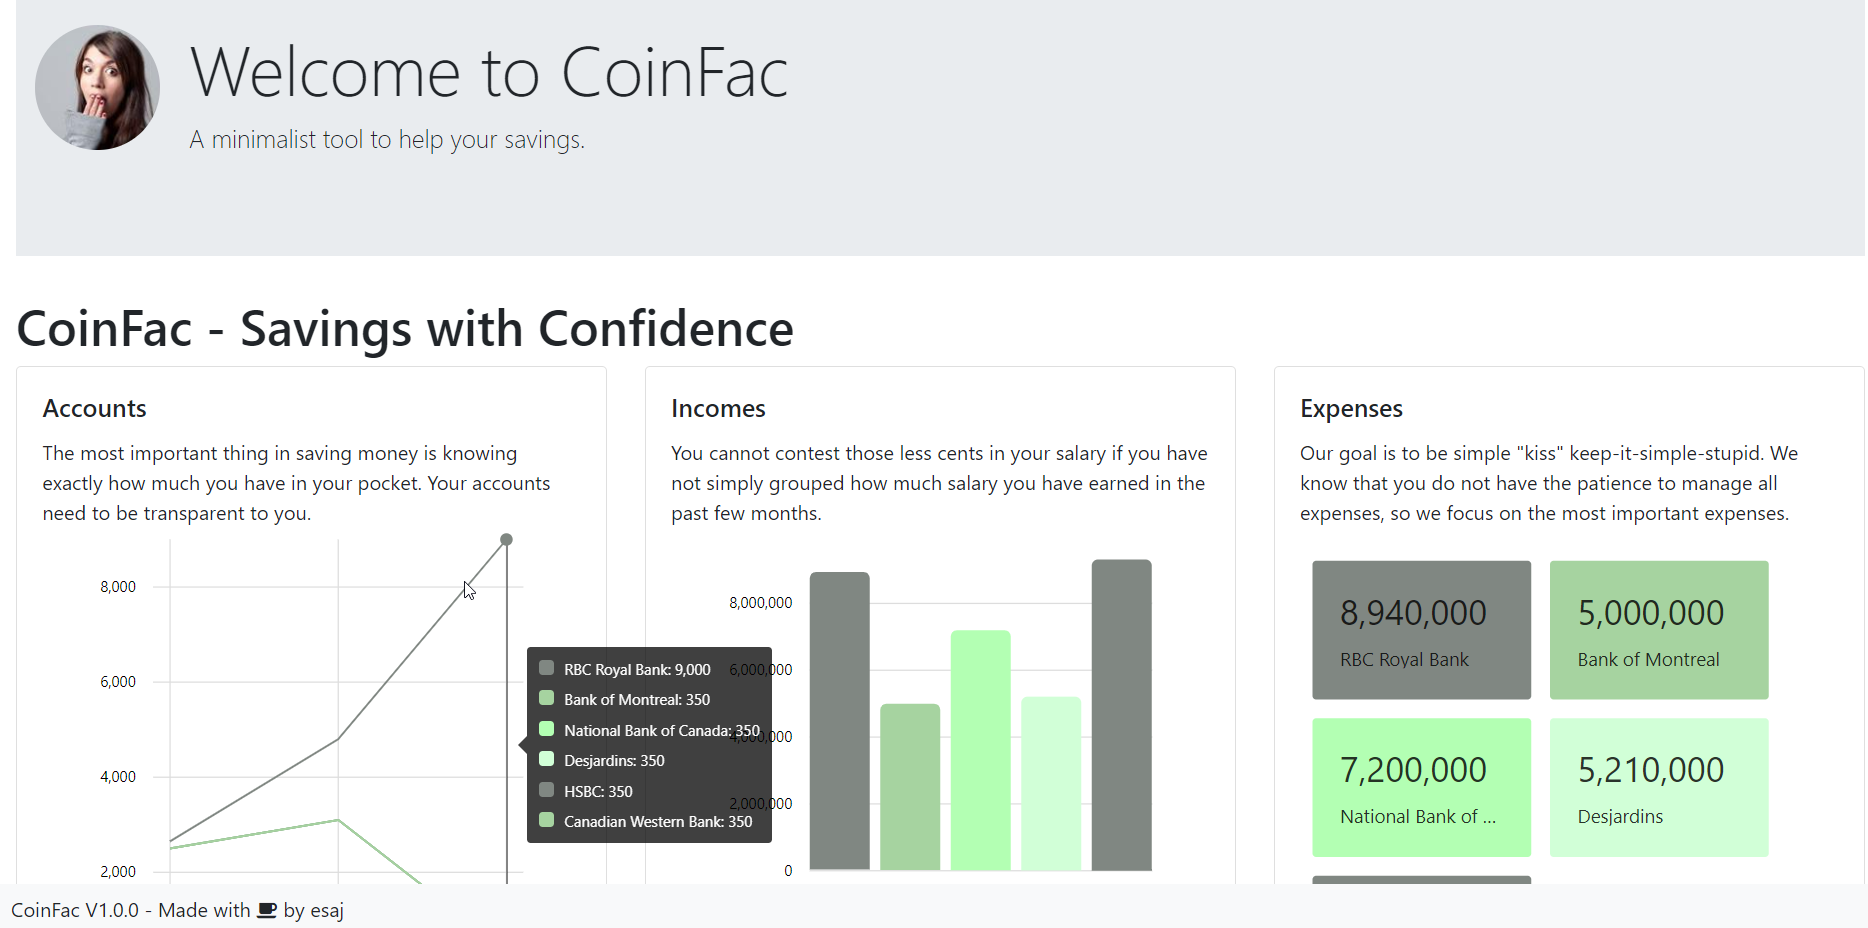 Welcome to CoinFac
A minimalist tool to help your savings.
CoinFac - Savings with Confidence
Accounts
The most important thing in saving money is knowing
exactly how much you have in your pocket. Your accounts
need to be transparent to you.
8,000
6,000
4,000
2,000
RBC Royal Bank: 9,000
Bank of Montreal: 350
National Bank of Canada: 350
Desjardins: 350
HSBC: 350
Canadian Western Bank: 350
Incomes
You cannot contest those less cents in your salary if you have
not simply grouped how much salary you have earned in the
past few months.
8,000,000
6,000,000
4,000,000
2,000,000
0
Expenses
Our goal is to be simple "kiss" keep-it-simple-stupid. We
know that you do not have the patience to manage all
expenses, so we focus on the most important expenses.
8,940,000
RBC Royal Bank
5,000,000
Bank of Montreal
7,200,000
National Bank of ...
5,210,000
Desjardins
CoinFac V1.0.0 - Made with by esaj